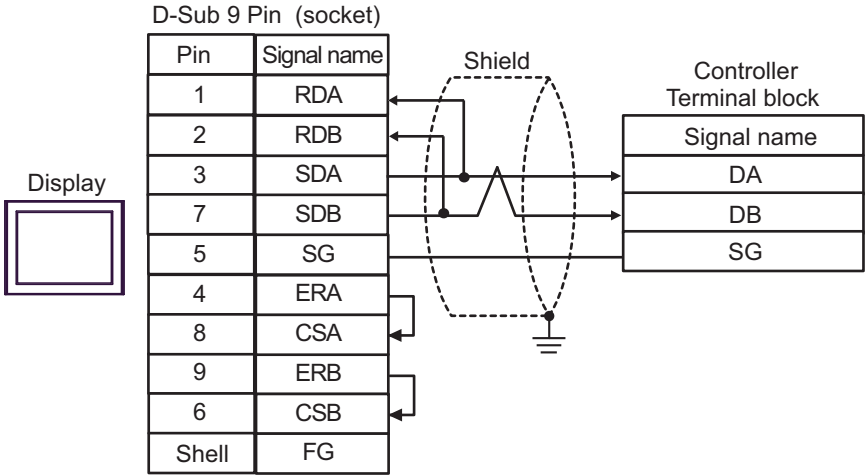 D-Sub 9 Pin (socket)
Pin Signal name
1 RDA
2 RDB
3 SDA
7 SDB
5 SG
4 ERA
8 CSA
9 ERB
6 CSB
Shell FG
Display
Shield
Controller
Terminal block
Signal name
DA
DB
SG